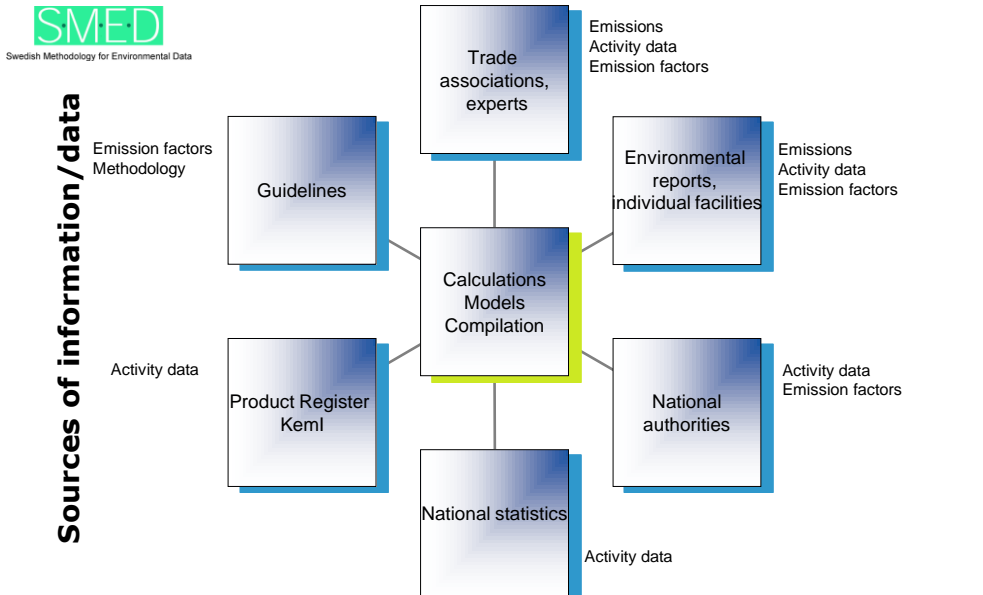 S·M·E·D
Swedish Methodology for Environmental Data
Sources of information/data
Trade
associations,
experts
Emissions
Activity data
Emission factors
Emission factors
Methodology
Guidelines
Environmental
reports,
individual facilities
Emissions
Activity data
Emission factors
Calculations
Models
Compilation
Activity data
Product Register
KemI
National
authorities
Activity data
Emission factors
National statistics
Activity data